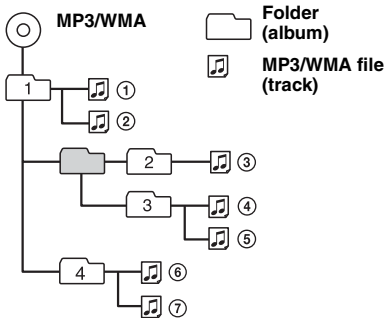 MP3/WMA
Folder
(album)
MP3/WMA file
(track)
1
①
②
2
③
3
④
⑤
4
⑥
⑦